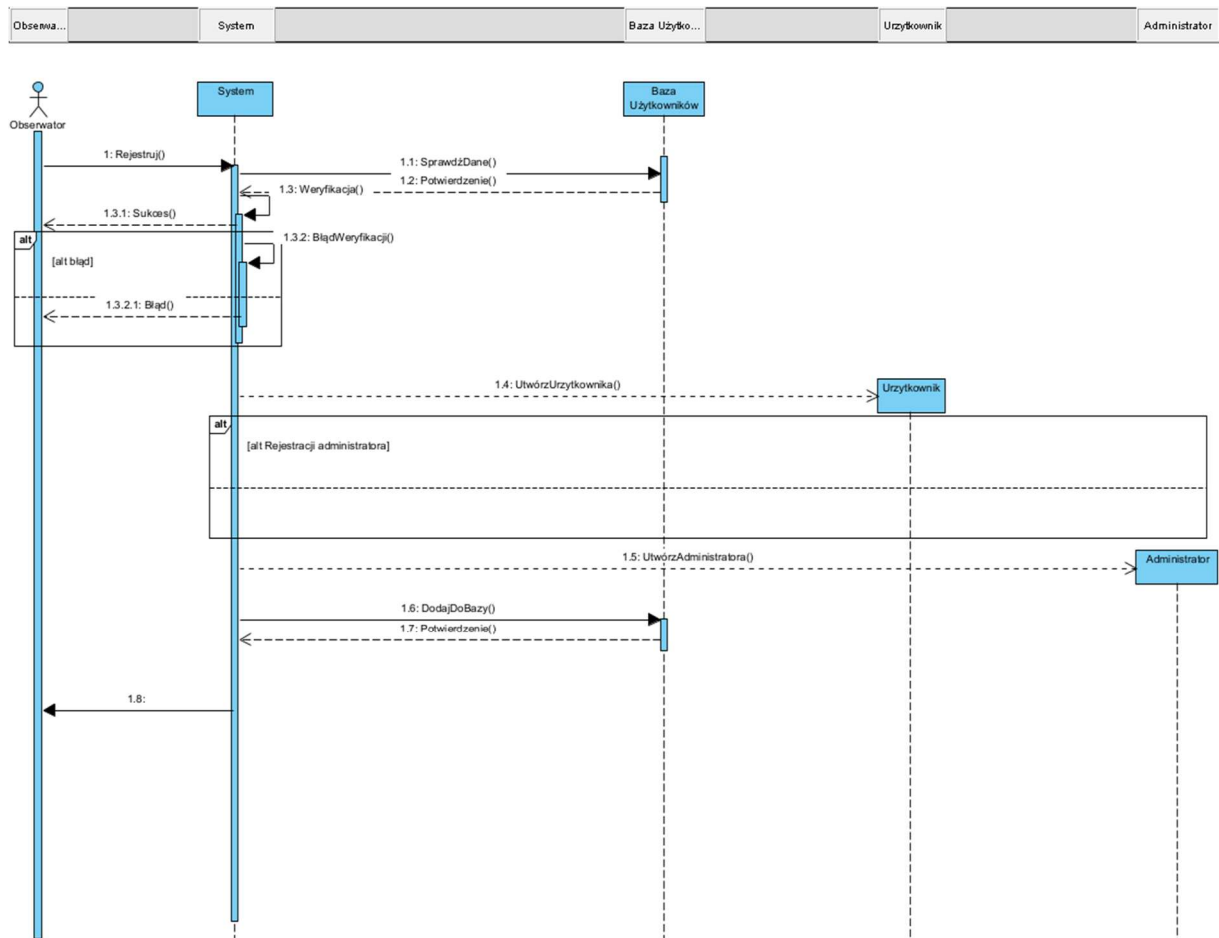 Obserwa...
System
Baza Użytko...
Urzytkownik
Administrator
Obserwator
System
Baza
Użytkowników
1: Rejestruj()
1.1: SprawdźDane()
1.2: Potwierdzenie()
1.3: Weryfikacja()
1.3.1: Sukces()
alt
1.3.2: BłądWeryfikacji()
[alt błąd]
1.3.2.1: Błąd()
1.4: UtwórzUrzytkownika()
Urzytkownik
alt
[alt Rejestracji administratora]
1.5: UtwórzAdministratora()
Administrator
1.6: DodajDoBazy()
1.7: Potwierdzenie()
1.8: